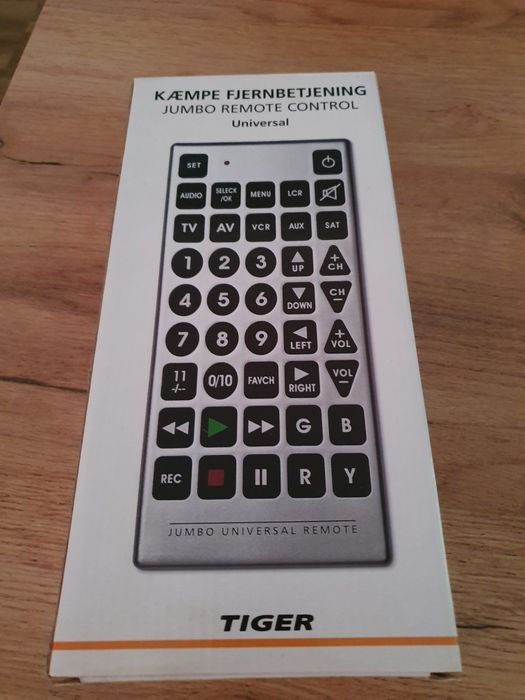 KÆMPE FJERNBETJENING
JUMBO REMOTE CONTROL
Universal
SET
AUDIO SELECK /OK MENU LCR
TV AV VCR AUX SAT
1 2 3 UP + CH
4 5 6 DOWN CH −
7 8 9 LEFT + VOL
11 -/-- 0/10 FAVCH RIGHT VOL −
G B
REC R Y
JUMBO UNIVERSAL REMOTE
TIGER